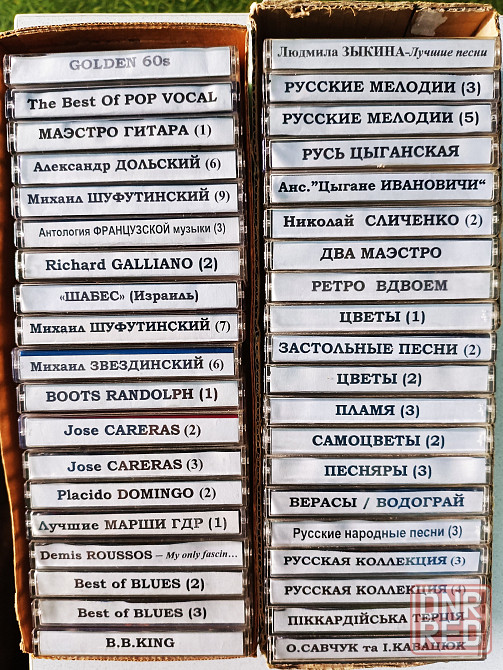 GOLDEN 60s
The Best Of POP VOCAL
МАЭСТРО ГИТАРА (1)
Александр ДОЛЬСКИЙ (6)
Михаил ШУФУТИНСКИЙ (9)
Антология ФРАНЦУЗСКОЙ музыки (3)
Richard GALLIANO (2)
«ШАБЕС» (Израиль)
Михаил ШУФУТИНСКИЙ (7)
Михаил ЗВЕЗДИНСКИЙ (6)
BOOTS RANDOLPH (1)
Jose CARERAS (2)
Jose CARERAS (3)
Placido DOMINGO (2)
Лучшие МАРШИ ГДР (1)
Demis ROUSSOS – My only fascin...
Best of BLUES (2)
Best of BLUES (3)
B.B.KING
Людмила ЗЫКИНА-Лучшие песни
РУССКИЕ МЕЛОДИИ (3)
РУССКИЕ МЕЛОДИИ (5)
РУСЬ ЦЫГАНСКАЯ
Анс."Цыгане ИВАНОВИЧИ"
Николай СЛИЧЕНКО (2)
ДВА МАЭСТРО
РЕТРО ВДВОЕМ
ЦВЕТЫ (1)
ЗАСТОЛЬНЫЕ ПЕСНИ (2)
ЦВЕТЫ (2)
ПЛАМЯ (3)
САМОЦВЕТЫ (2)
ПЕСНЯРЫ (3)
ВЕРАСЫ / ВОДОГРАЙ
Русские народные песни (3)
РУССКАЯ КОЛЛЕКЦИЯ (3)
РУССКАЯ КОЛЛЕКЦИЯ
ПІККАРДІЙСЬКА ТЕРЦІЯ
О.САВЧУК та І.КАВАЦЮК
DNR
RED